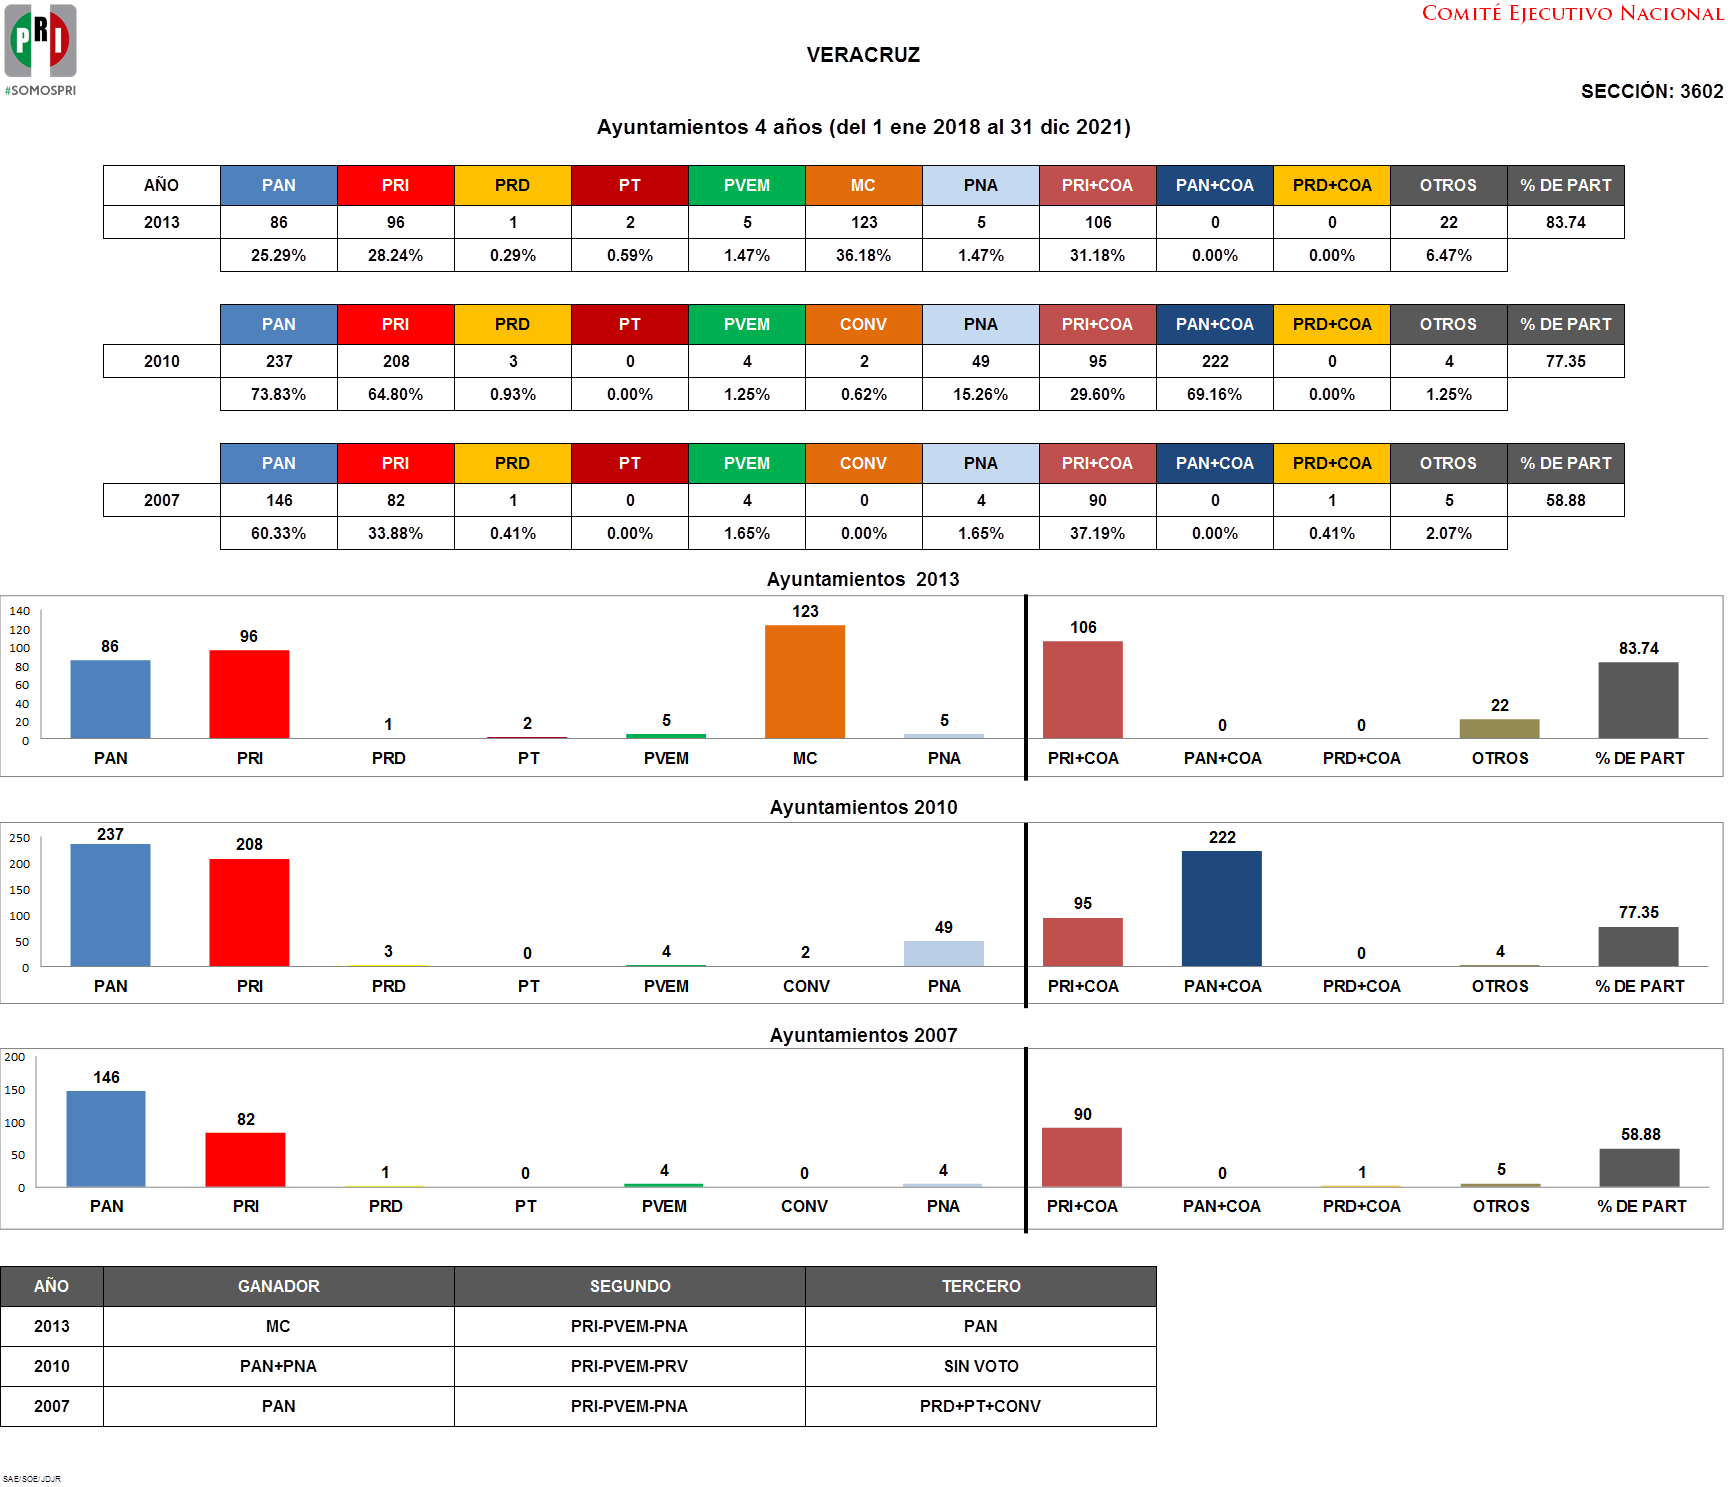 COMITÉ EJECUTIVO NACIONAL
PRI
#SOMOSPRI
VERACRUZ
SECCIÓN: 3602
Ayuntamientos 4 años (del 1 ene 2018 al 31 dic 2021)
AÑO PAN PRI PRD PT PVEM MC PNA PRI+COA PAN+COA PRD+COA OTROS % DE PART
2013 86 96 1 2 5 123 5 106 0 0 22 83.74
25.29% 28.24% 0.29% 0.59% 1.47% 36.18% 1.47% 31.18% 0.00% 0.00% 6.47%
PAN PRI PRD PT PVEM CONV PNA PRI+COA PAN+COA PRD+COA OTROS % DE PART
2010 237 208 3 0 4 2 49 95 222 0 4 77.35
73.83% 64.80% 0.93% 0.00% 1.25% 0.62% 15.26% 29.60% 69.16% 0.00% 1.25%
PAN PRI PRD PT PVEM CONV PNA PRI+COA PAN+COA PRD+COA OTROS % DE PART
2007 146 82 1 0 4 0 4 90 0 1 5 58.88
60.33% 33.88% 0.41% 0.00% 1.65% 0.00% 1.65% 37.19% 0.00% 0.41% 2.07%
Ayuntamientos 2013
140
120
100
80
60
40
20
0
86 96 1 2 5 123 5 106 0 0 22 83.74
PAN PRI PRD PT PVEM MC PNA PRI+COA PAN+COA PRD+COA OTROS % DE PART
Ayuntamientos 2010
250
200
150
100
50
0
237 208 3 0 4 2 49 95 222 0 4 77.35
PAN PRI PRD PT PVEM CONV PNA PRI+COA PAN+COA PRD+COA OTROS % DE PART
Ayuntamientos 2007
200
150
100
50
0
146 82 1 0 4 0 4 90 0 1 5 58.88
PAN PRI PRD PT PVEM CONV PNA PRI+COA PAN+COA PRD+COA OTROS % DE PART
AÑO GANADOR SEGUNDO TERCERO
2013 MC PRI-PVEM-PNA PAN
2010 PAN+PNA PRI-PVEM-PRV SIN VOTO
2007 PAN PRI-PVEM-PNA PRD+PT+CONV
SAE/SOE/JDJR